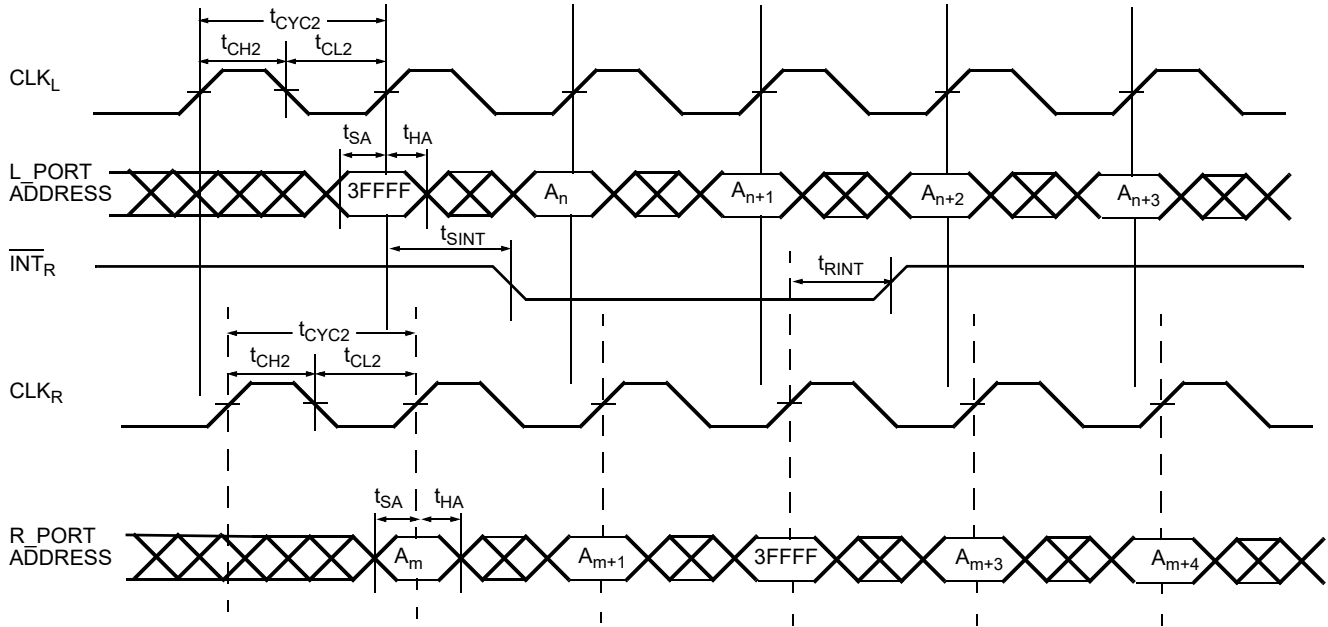 tCYC2
tCH2 tCL2
CLKL
tSA tHA
L_PORT
ADDRESS
3FFFF An An+1 An+2 An+3
tSINT
INTR
tRINT
tCYC2
tCH2 tCL2
CLKR
tSA tHA
R_PORT
ADDRESS
Am Am+1 3FFFF Am+3 Am+4